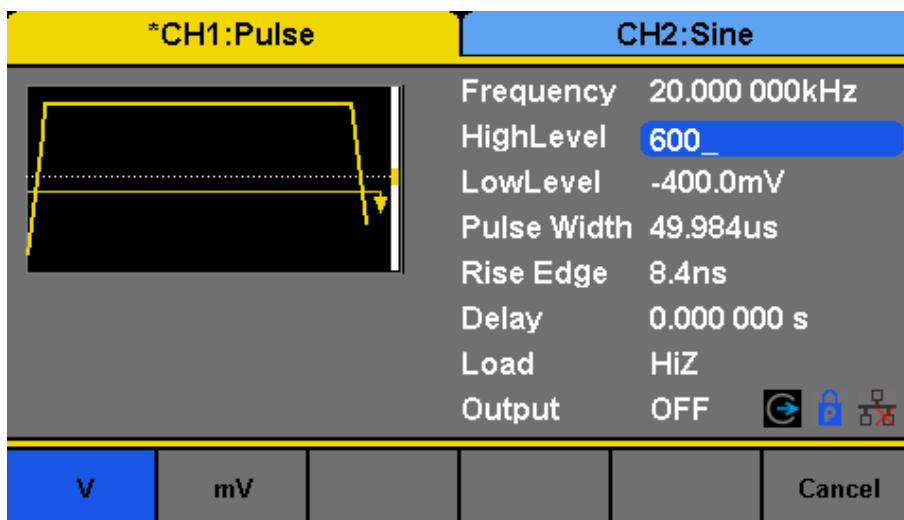 *CH1:Pulse CH2:Sine
Frequency 20.000 000kHz
HighLevel 600_
LowLevel -400.0mV
Pulse Width 49.984us
Rise Edge 8.4ns
Delay 0.000 000 s
Load HiZ
Output OFF P
V mV Cancel